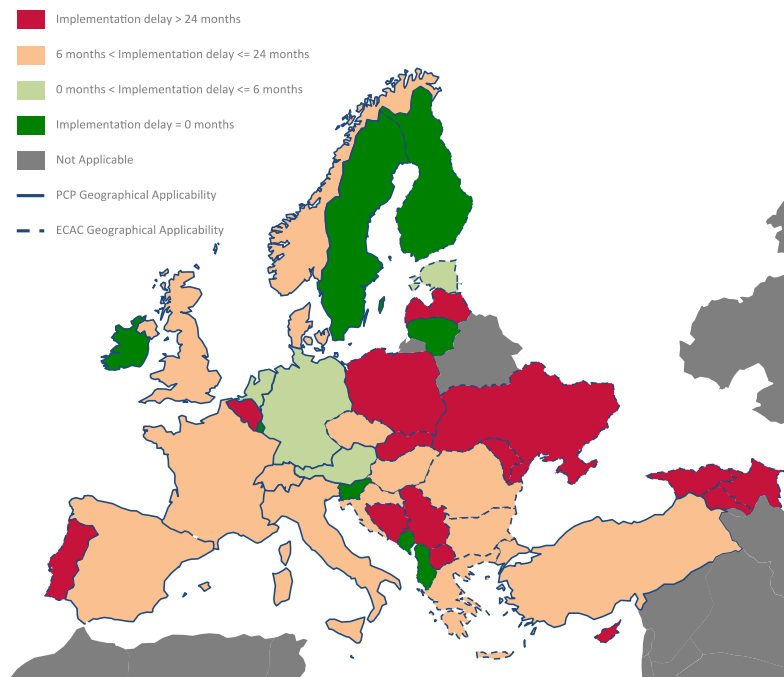 Implementation delay > 24 months
6 months < Implementation delay <= 24 months
0 months < Implementation delay <= 6 months
Implementation delay = 0 months
Not Applicable
PCP Geographical Applicability
ECAC Geographical Applicability